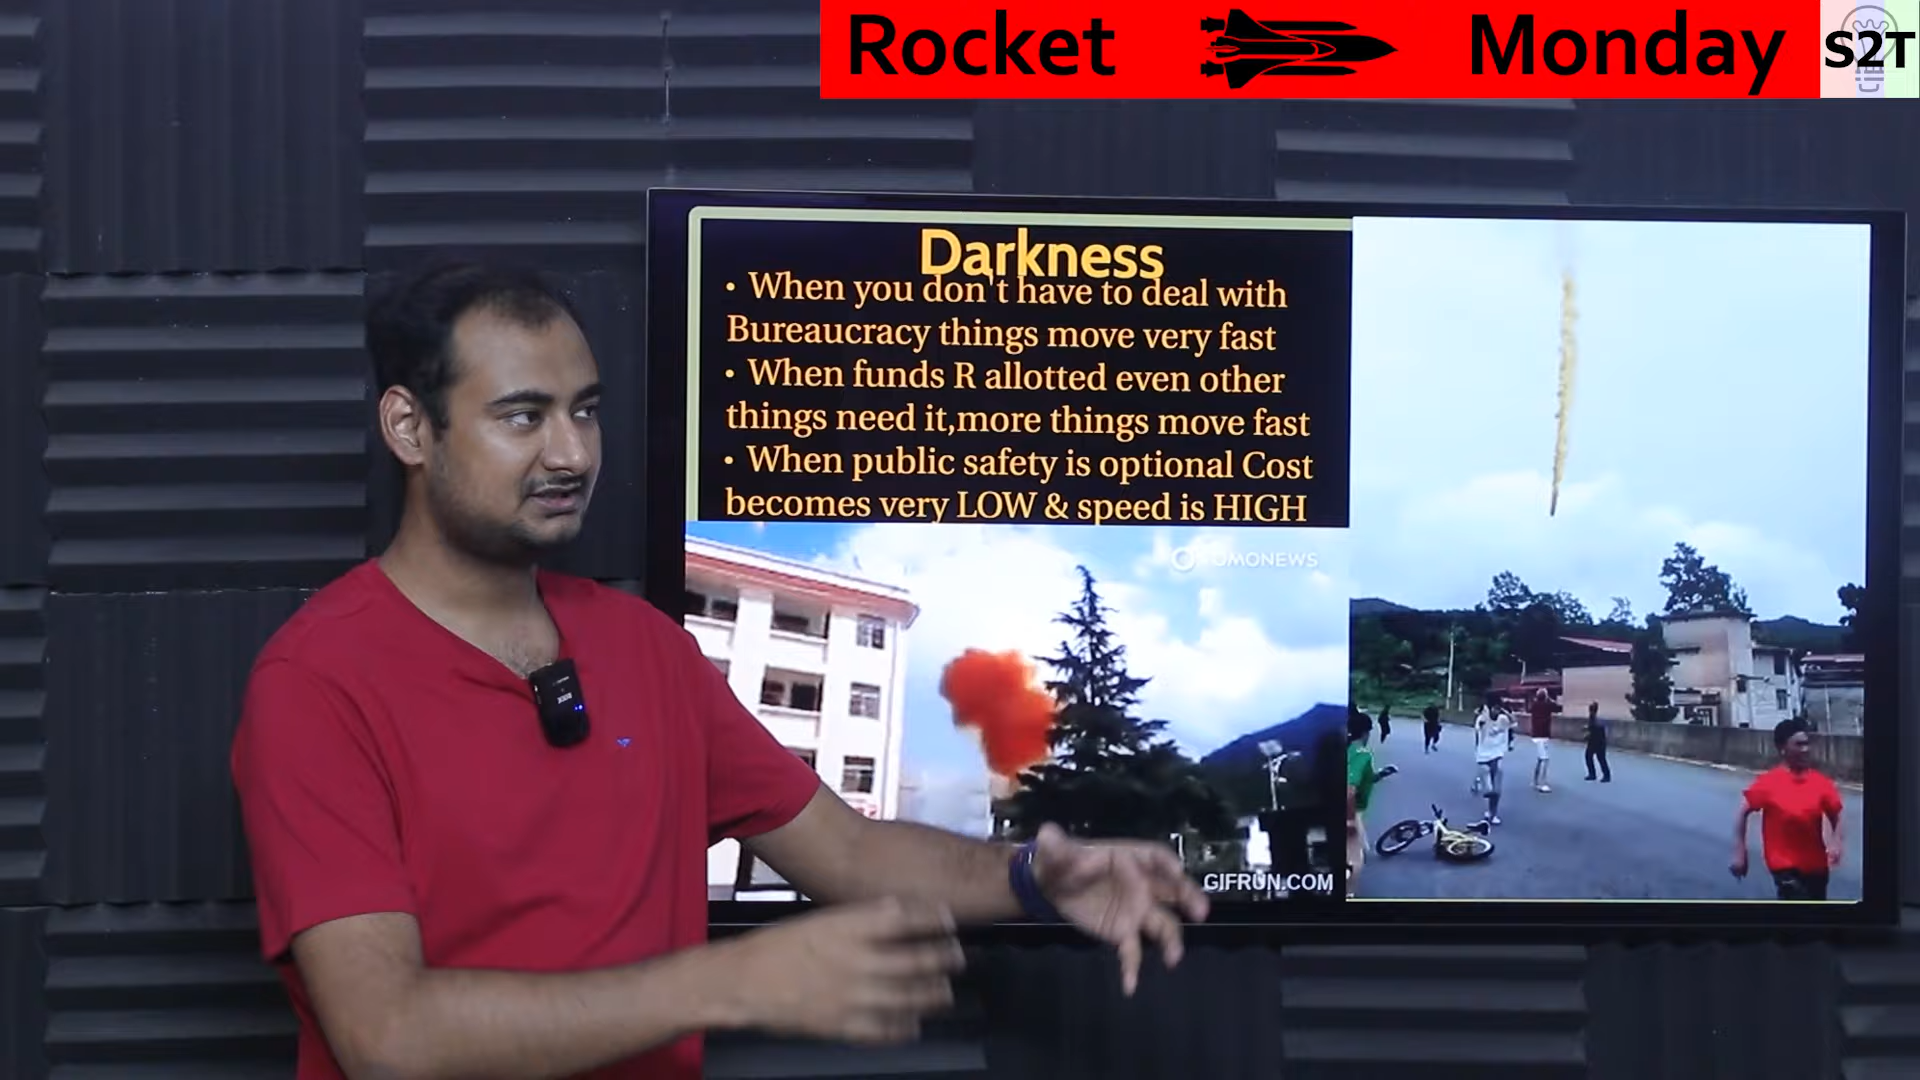 Rocket Monday
S2T
Darkness
• When you don't have to deal with
Bureaucracy things move very fast
• When funds R allotted even other
things need it,more things move fast
• When public safety is optional Cost
becomes very LOW & speed is HIGH
GIFRUN.COM